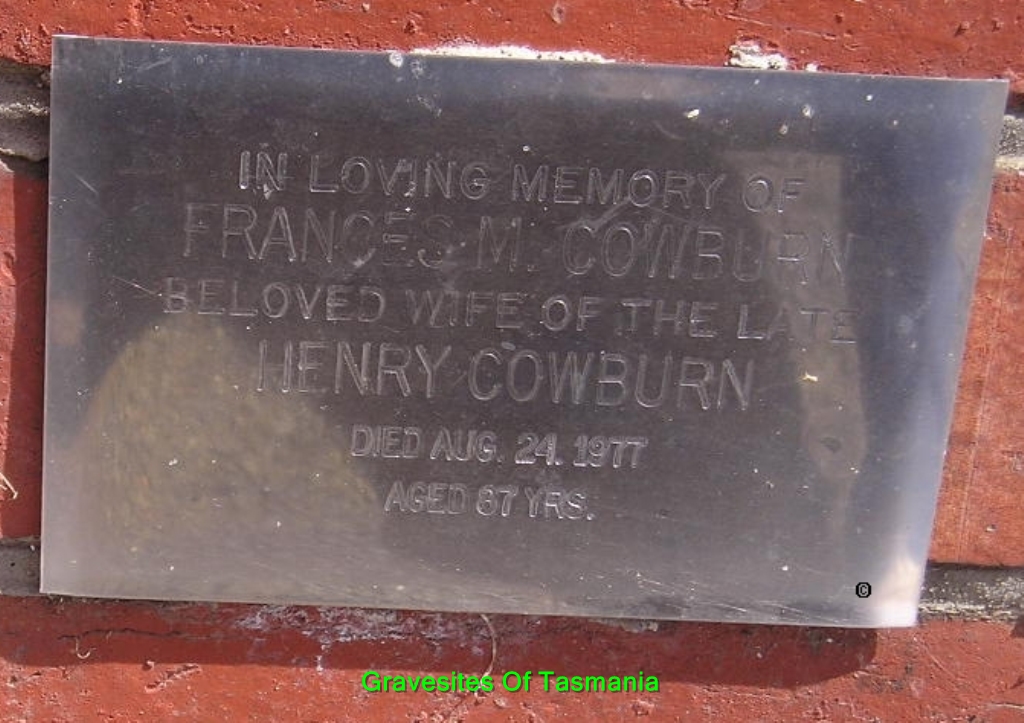 IN LOVING MEMORY OF
FRANCES M. COWBURN
BELOVED WIFE OF THE LATE
HENRY COWBURN
DIED AUG. 24. 1977
AGED 87 YRS.
©
Gravesites Of Tasmania